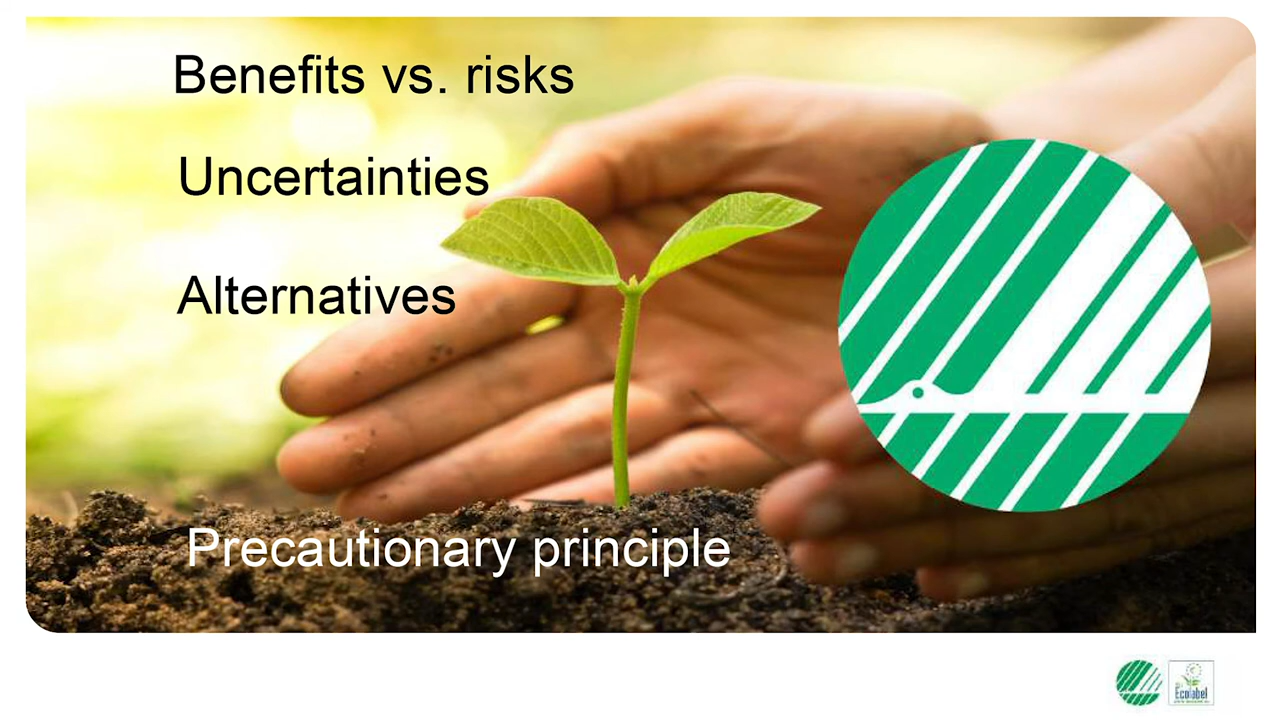 Benefits vs. risks
Uncertainties
Alternatives
Precautionary principle
Ecolabel